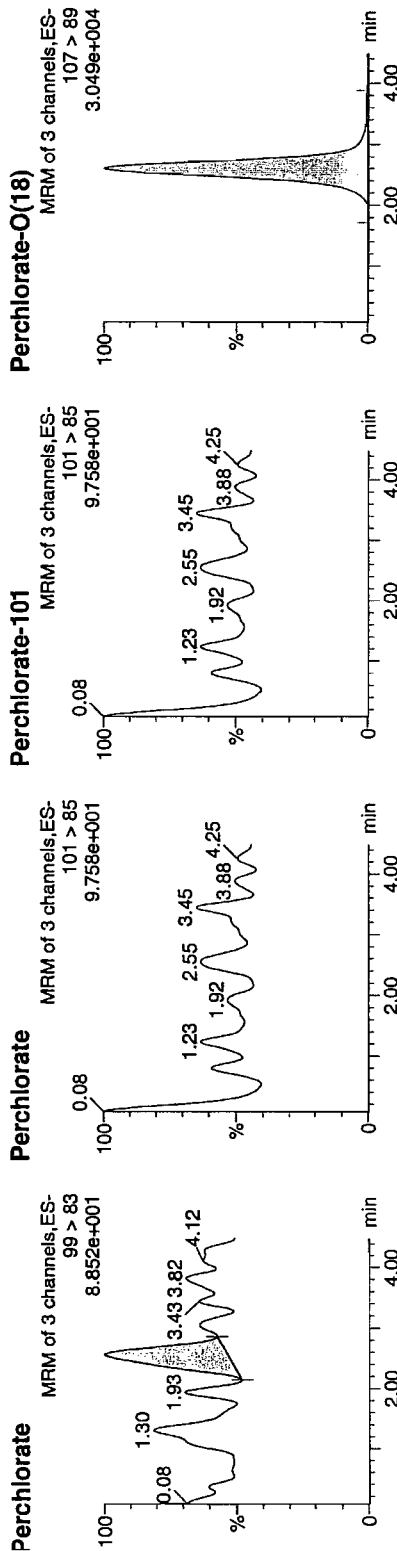 Perchlorate
MRM of 3 channels,ES-
99 > 83
8.852e+001
100
%
0
0.08
1.30
1.93
3.43
3.82
4.12
2.00
4.00
min
Perchlorate
MRM of 3 channels,ES-
101 > 85
9.758e+001
100
%
0
0.08
1.23
1.92
2.55
3.45
3.88
4.25
2.00
4.00
min
Perchlorate-101
MRM of 3 channels,ES-
101 > 85
9.758e+001
100
%
0
0.08
1.23
1.92
2.55
3.45
3.88
4.25
2.00
4.00
min
Perchlorate-O(18)
MRM of 3 channels,ES-
107 > 89
3.049e+004
100
%
0
2.00
4.00
min